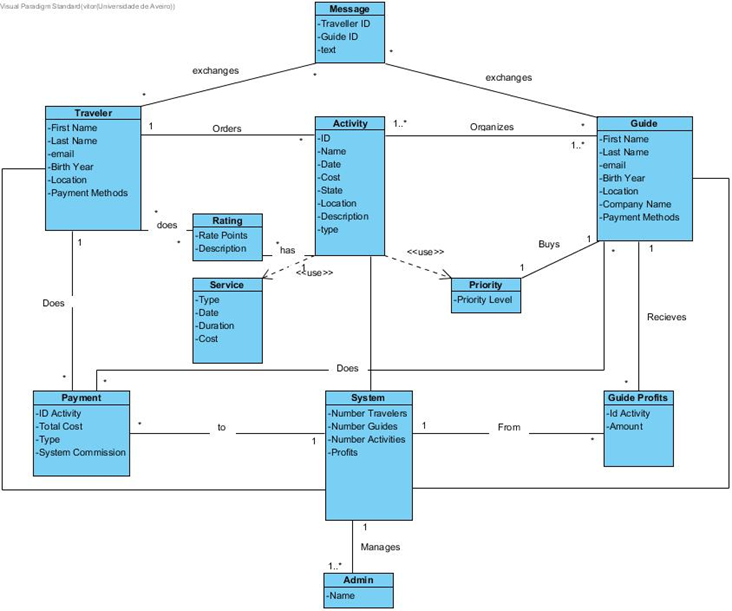 Visual Paradigm Standard(vitor(Universidade de Aveiro))
Message
-Traveller ID
-Guide ID
-text
*
*
exchanges
exchanges
*
*
Traveler
-First Name
-Last Name
-email
-Birth Year
-Location
-Payment Methods
1
Orders
*
Activity
-ID
-Name
-Date
-Cost
-State
-Location
-Description
-type
1..*
Organizes
1..*
Guide
-First Name
-Last Name
-email
-Birth Year
-Location
-Company Name
-Payment Methods
*
does
*
Rating
-Rate Points
-Description
*
has
1
<<use>>
<<use>>
Service
-Type
-Date
-Duration
-Cost
Priority
-Priority Level
1
Buys
1
1
Does
*
*
Does
*
1
Recieves
*
Payment
-ID Activity
-Total Cost
-Type
-System Commission
*
to
1
System
-Number Travelers
-Number Guides
-Number Activities
-Profits
1
From
*
Guide Profits
-Id Activity
-Amount
1
Manages
1..*
Admin
-Name